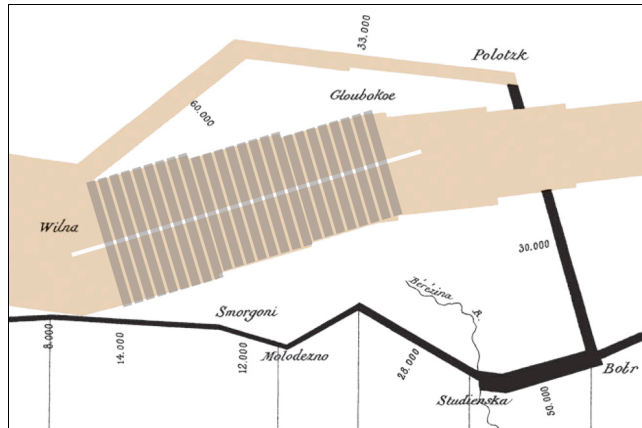 33.000
Polotzk
Gloubokoe
60.000
Wilna
30.000
Bérézina
R.
Smorgoni
8.000
14.000
12.000
Molodezno
28.000
Studienska
50.000
Bobr